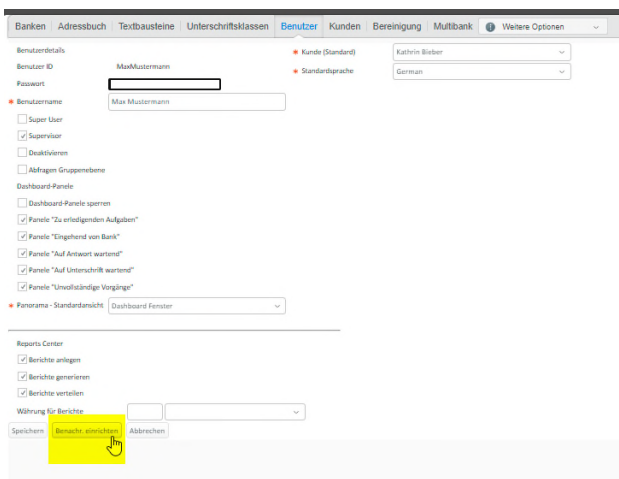 Banken Adressbuch Textbausteine Unterschriftsklassen Benutzer Kunden Bereinigung Multibank Weitere Optionen
Benutzerdetails
* Kunde (Standard) Kathrin Bieber
Benutzer ID MaxMustermann
* Standardsprache German
Passwort
* Benutzername Max Mustermann
Super User
Supervisor
Deaktivieren
Abfragen Gruppenebene
Dashboard-Panele
Dashboard-Panele sperren
Panele "Zu erledigenden Aufgaben"
Panele "Eingehend von Bank"
Panele "Auf Antwort wartend"
Panele "Auf Unterschrift wartend"
Panele "Unvollständige Vorgänge"
* Panorama - Standardansicht Dashboard Fenster
Reports Center
Berichte anlegen
Berichte generieren
Berichte verteilen
Währung für Berichte
Speichern Benachr. einrichten Abbrechen